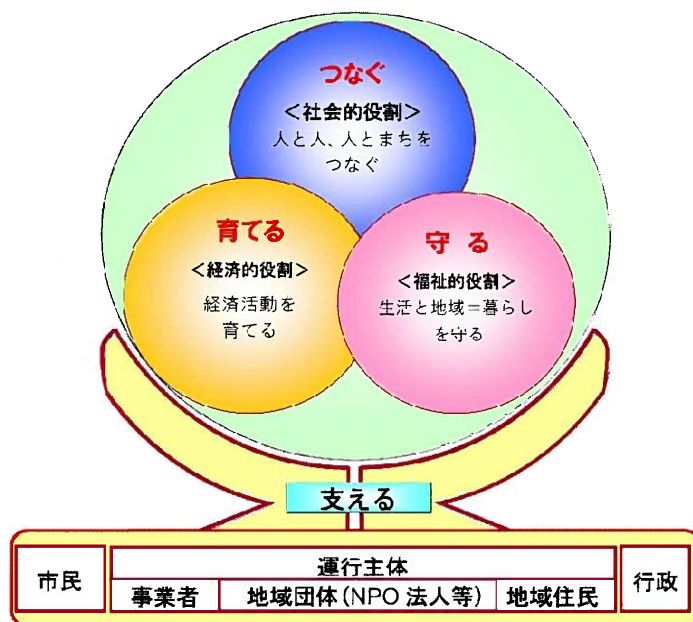 つなぐ
＜社会的役割＞
人と人、人とまちを
つなぐ
育てる
＜経済的役割＞
経済活動を
育てる
守る
＜福祉的役割＞
生活と地域＝暮らし
を守る
支える
市民
運行主体
事業者
地域団体(NPO 法人等)
地域住民
行政